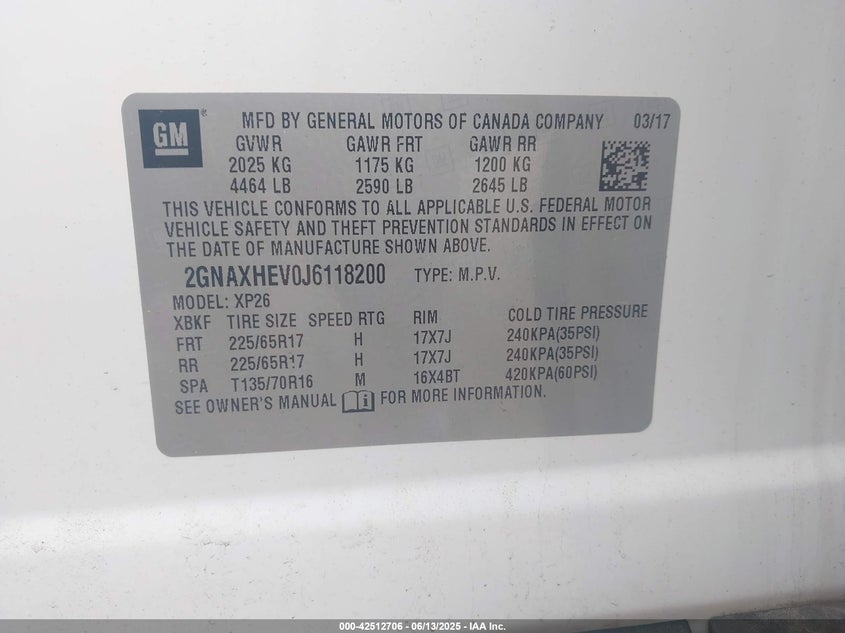 GM ® MFD BY GENERAL MOTORS OF CANADA COMPANY 03/17
GVWR GAWR FRT GAWR RR
2025 KG 1175 KG 1200 KG
4464 LB 2590 LB 2645 LB
THIS VEHICLE CONFORMS TO ALL APPLICABLE U.S. FEDERAL MOTOR
VEHICLE SAFETY AND THEFT PREVENTION STANDARDS IN EFFECT ON
THE DATE OF MANUFACTURE SHOWN ABOVE.
2GNAXHEV0J6118200 TYPE: M.P.V.
MODEL: XP26
XBKF TIRE SIZE SPEED RTG RIM COLD TIRE PRESSURE
FRT 225/65R17 H 17X7J 240KPA(35PSI)
RR 225/65R17 H 17X7J 240KPA(35PSI)
SPA T135/70R16 M 16X4BT 420KPA(60PSI)
SEE OWNER'S MANUAL i FOR MORE INFORMATION.
000-42512706 - 06/13/2025 - IAA Inc.